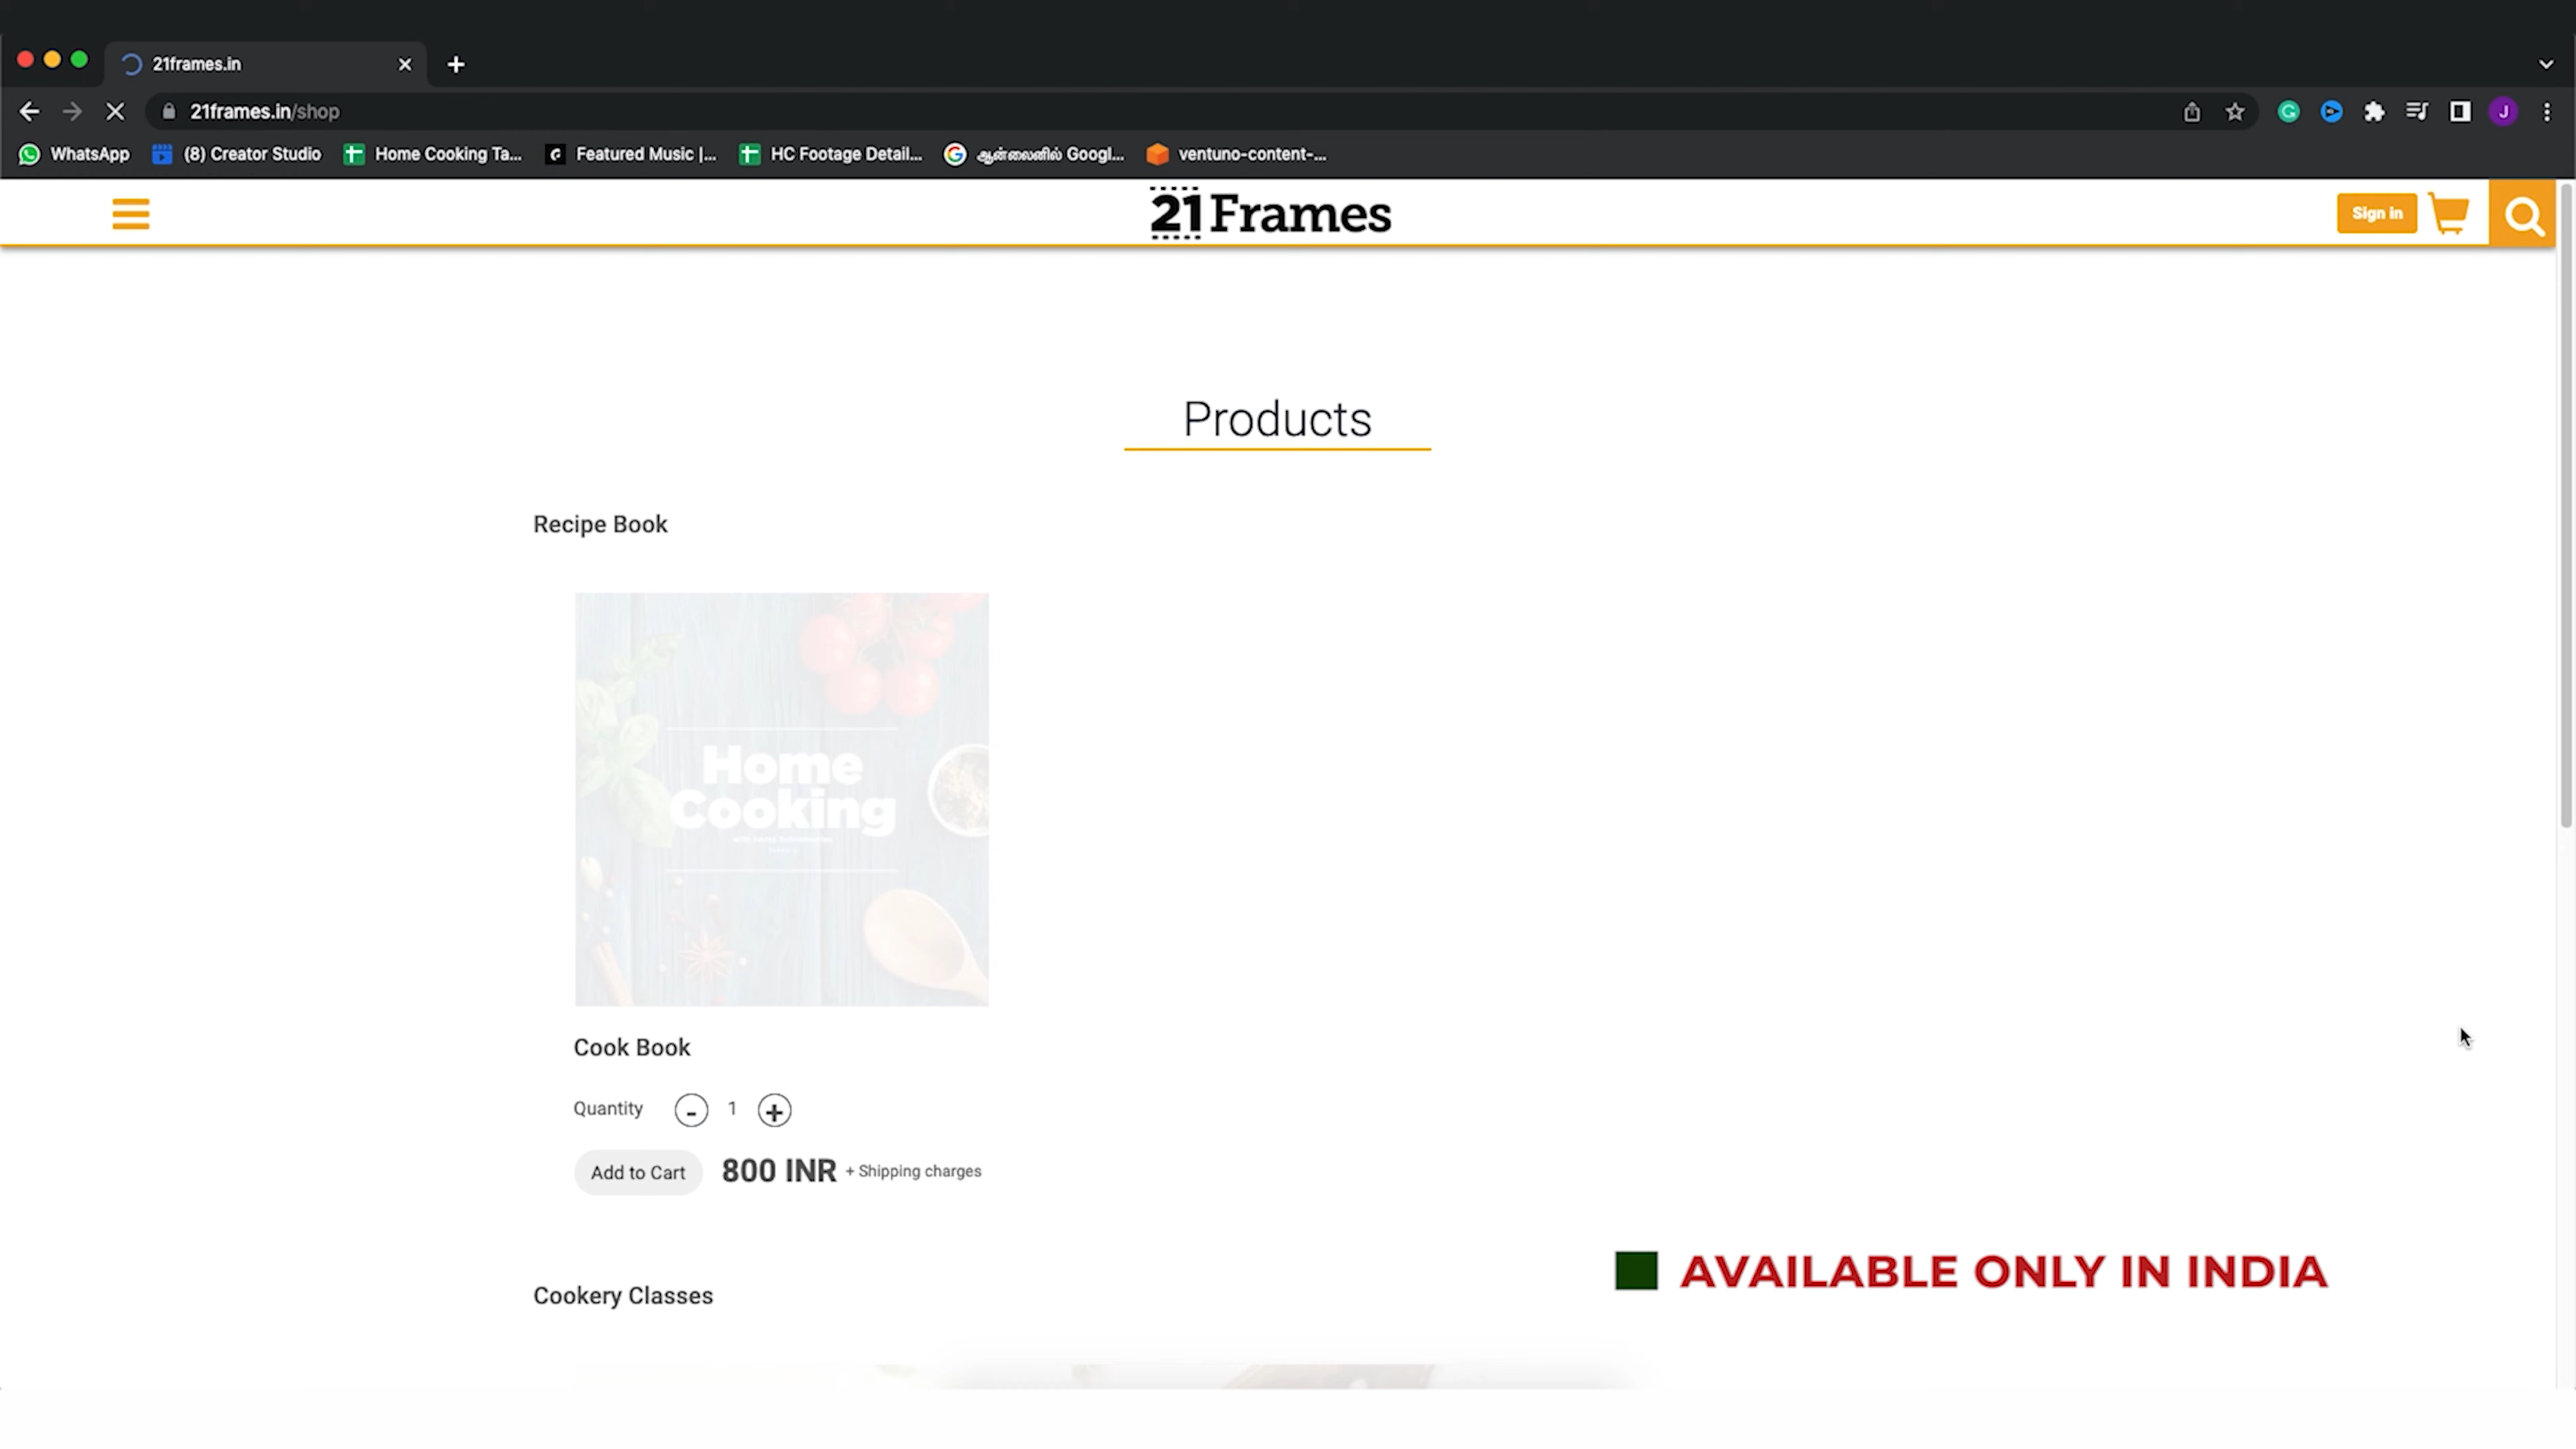 21frames.in
21frames.in/shop
J
WhatsApp (8) Creator Studio Home Cooking Ta... Featured Music |... HC Footage Detail... ஆன்லைனில் Googl... ventuno-content-...
21 Frames
Sign in
Products
Recipe Book
Home
Cooking
Cook Book
Quantity - 1 +
Add to Cart 800 INR + Shipping charges
AVAILABLE ONLY IN INDIA
Cookery Classes